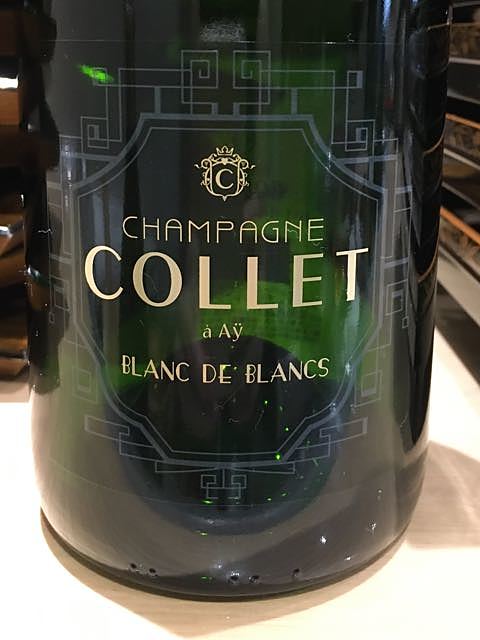 C
CHAMPAGNE
COLLET
à Aÿ
BLANC DE BLANCS